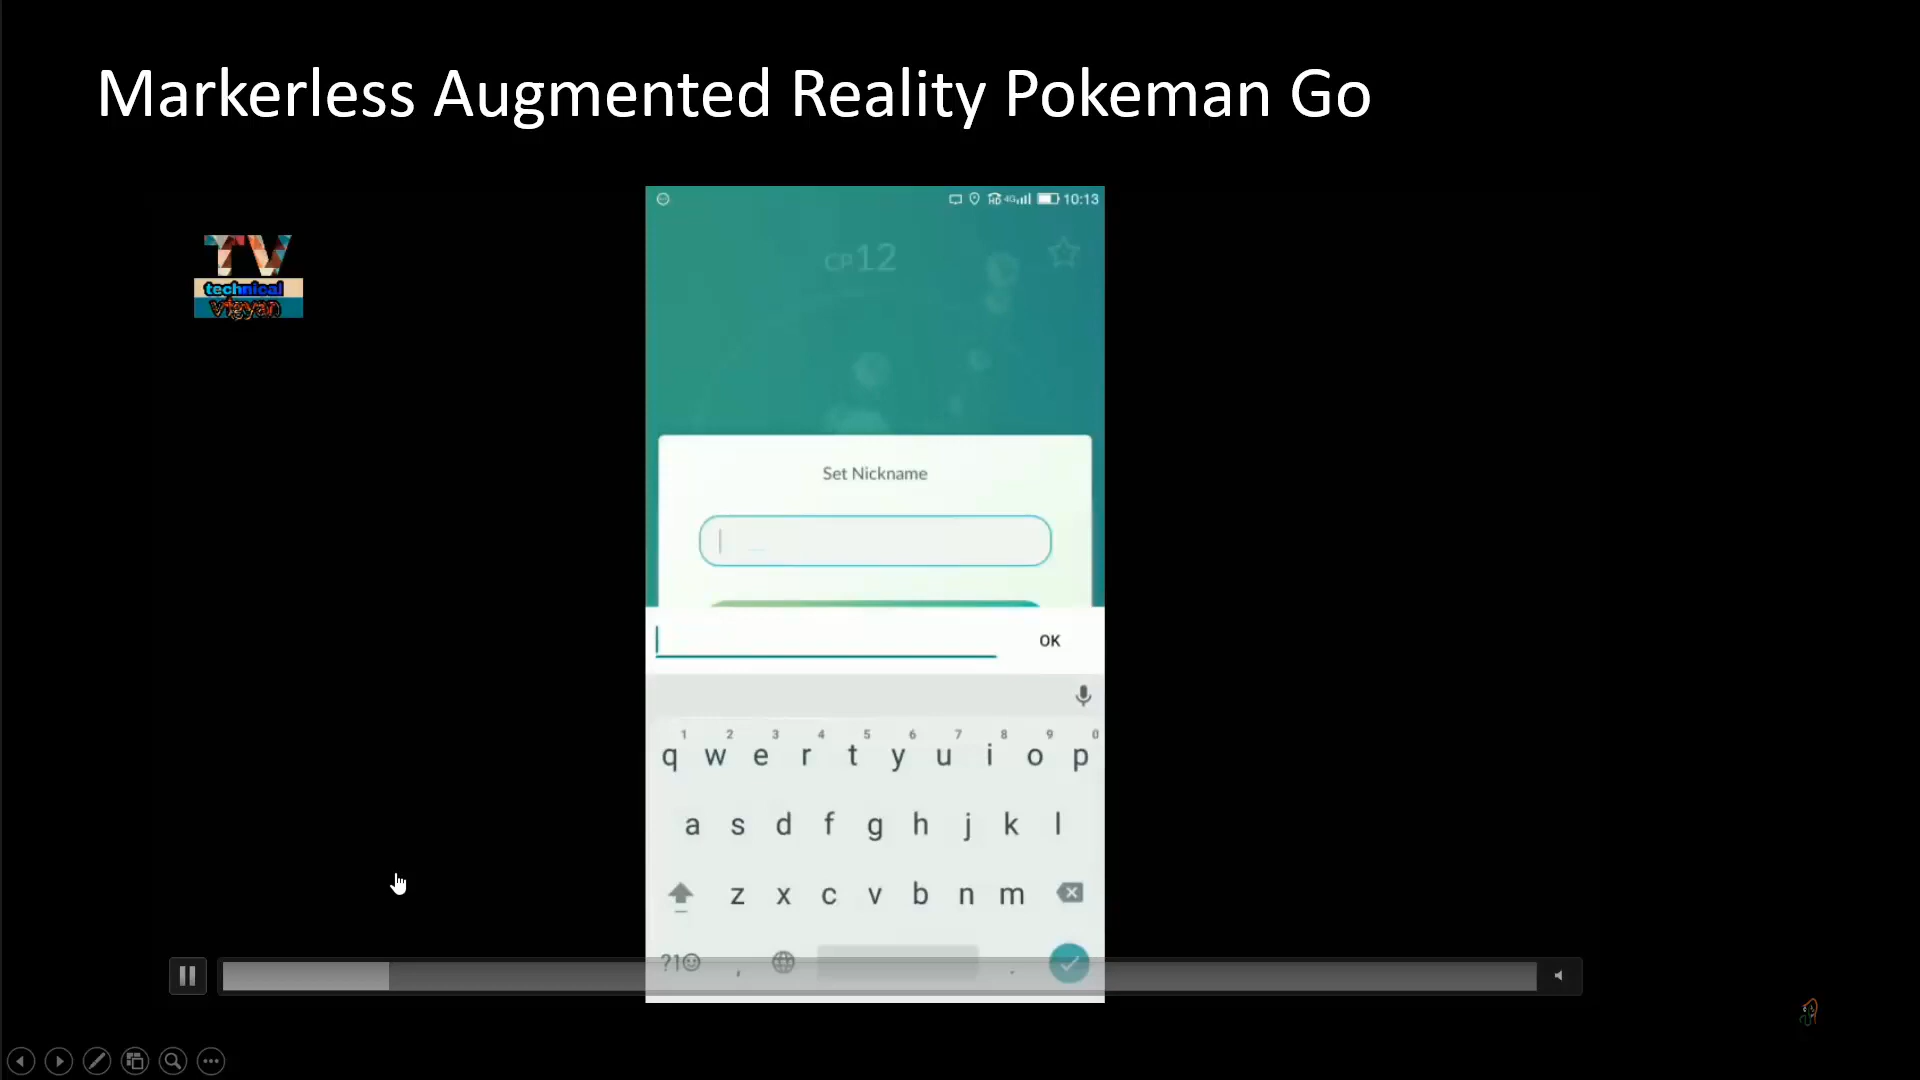 Markerless Augmented Reality Pokeman Go
10:13
CP12
TV
technical
vigyan
Set Nickname
OK
1 2 3 4 5 6 7 8 9 0
q w e r t y u i o p
a s d f g h j k l
z x c v b n m
?1☺ , .